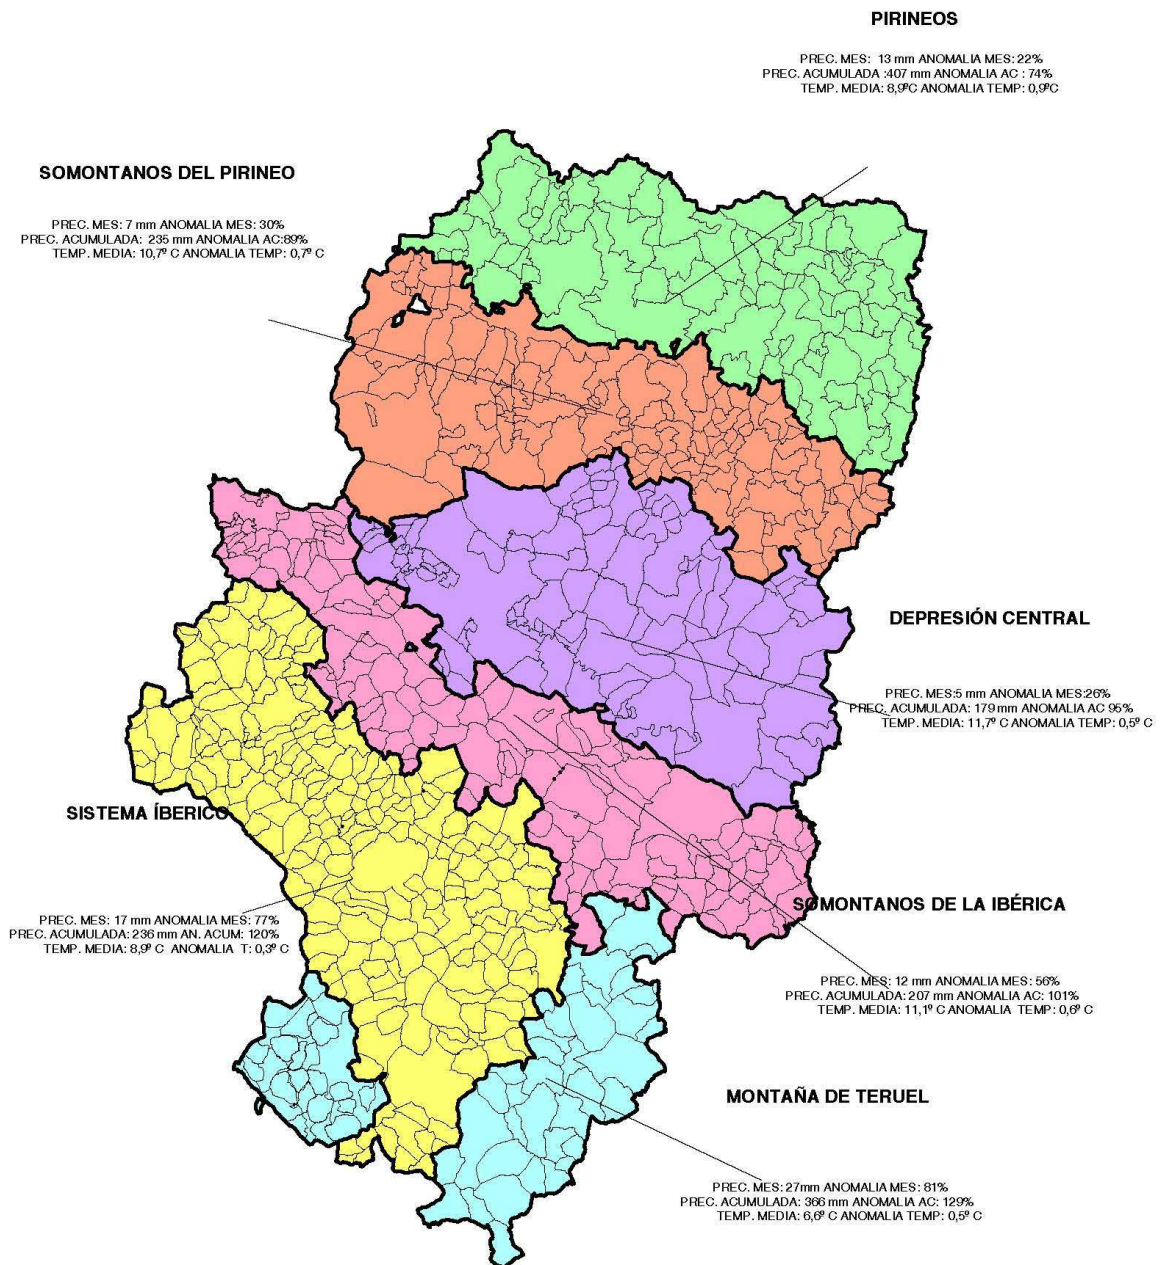 PIRINEOS
PREC. MES: 13 mm ANOMALIA MES: 22%
PREC. ACUMULADA :407 mm ANOMALIA AC : 74%
TEMP. MEDIA: 8,9ºC ANOMALIA TEMP: 0,9ºC
SOMONTANOS DEL PIRINEO
PREC. MES: 7 mm ANOMALIA MES: 30%
PREC. ACUMULADA: 235 mm ANOMALIA AC:89%
TEMP. MEDIA: 10,7º C ANOMALIA TEMP: 0,7º C
DEPRESIÓN CENTRAL
PREC. MES:5 mm ANOMALIA MES:26%
PREC. ACUMULADA: 179 mm ANOMALIA AC 95%
TEMP. MEDIA: 11,7º C ANOMALIA TEMP: 0,5º C
SISTEMA ÍBERICO
PREC. MES: 17 mm ANOMALIA MES: 77%
PREC. ACUMULADA: 236 mm AN. ACUM: 120%
TEMP. MEDIA: 8,9º C ANOMALIA T: 0,3º C
SOMONTANOS DE LA IBÉRICA
PREC. MES: 12 mm ANOMALIA MES: 56%
PREC. ACUMULADA: 207 mm ANOMALIA AC: 101%
TEMP. MEDIA: 11,1º C ANOMALIA TEMP: 0,6º C
MONTAÑA DE TERUEL
PREC. MES: 27mm ANOMALIA MES: 81%
PREC. ACUMULADA: 366 mm ANOMALIA AC: 129%
TEMP. MEDIA: 6,6º C ANOMALIA TEMP: 0,5º C